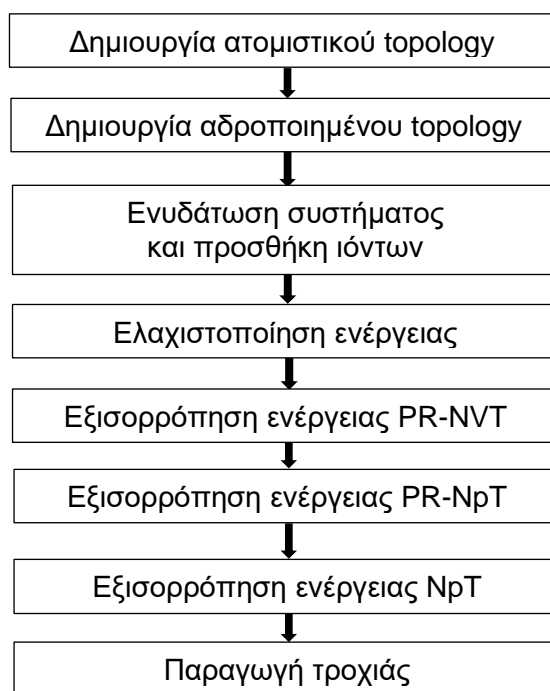 Δημιουργία ατομιστικού topology
Δημιουργία αδροποιημένου topology
Ενυδάτωση συστήματος
και προσθήκη ιόντων
Ελαχιστοποίηση ενέργειας
Εξισορρόπηση ενέργειας PR-NVT
Εξισορρόπηση ενέργειας PR-NpT
Εξισορρόπηση ενέργειας NpT
Παραγωγή τροχιάς